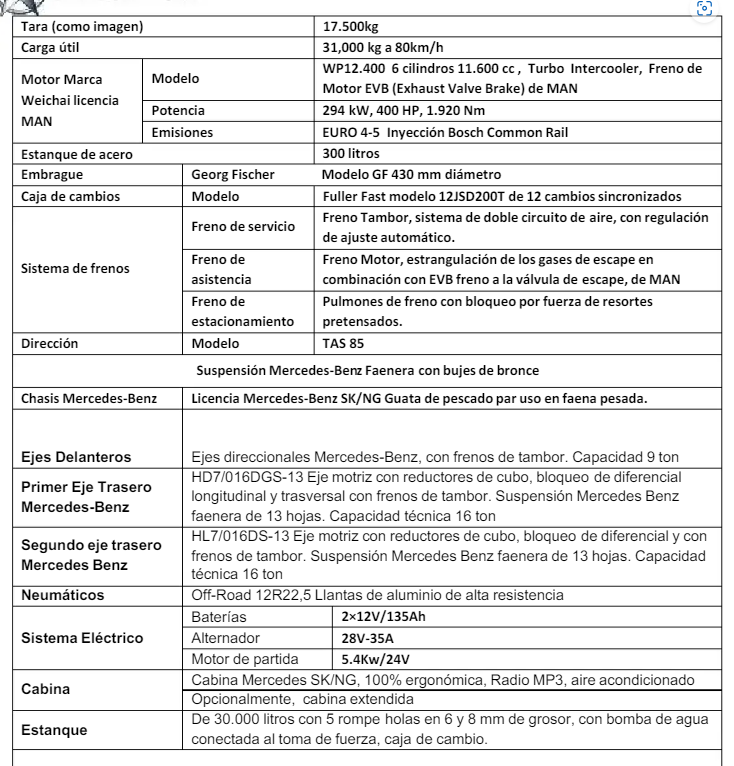 Tara (como imagen) 17.500kg
Carga útil 31,000 kg a 80km/h
Motor Marca Weichai licencia MAN
Modelo WP12.400 6 cilindros 11.600 cc , Turbo Intercooler, Freno de
Motor EVB (Exhaust Valve Brake) de MAN
Potencia 294 kW, 400 HP, 1.920 Nm
Emisiones EURO 4-5 Inyección Bosch Common Rail
Estanque de acero 300 litros
Embrague Georg Fischer Modelo GF 430 mm diámetro
Caja de cambios Modelo Fuller Fast modelo 12JSD200T de 12 cambios sincronizados
Sistema de frenos
Freno de servicio Freno Tambor, sistema de doble circuito de aire, con regulación
de ajuste automático.
Freno de Freno Motor, estrangulación de los gases de escape en
asistencia combinación con EVB freno a la válvula de escape, de MAN
Freno de Pulmones de freno con bloqueo por fuerza de resortes
estacionamiento pretensados.
Dirección Modelo TAS 85
Suspensión Mercedes-Benz Faenera con bujes de bronce
Chasis Mercedes-Benz Licencia Mercedes-Benz SK/NG Guata de pescado par uso en faena pesada.
Ejes Delanteros Ejes direccionales Mercedes-Benz, con frenos de tambor. Capacidad 9 ton
Primer Eje Trasero
Mercedes-Benz
HD7/016DGS-13 Eje motriz con reductores de cubo, bloqueo de diferencial
longitudinal y trasversal con frenos de tambor. Suspensión Mercedes Benz
faenera de 13 hojas. Capacidad técnica 16 ton
Segundo eje trasero
Mercedes Benz
HL7/016DS-13 Eje motriz con reductores de cubo, bloqueo de diferencial y con
frenos de tambor. Suspensión Mercedes Benz faenera de 13 hojas. Capacidad
técnica 16 ton
Neumáticos Off-Road 12R22,5 Llantas de aluminio de alta resistencia
Sistema Eléctrico
Baterías 2×12V/135Ah
Alternador 28V-35A
Motor de partida 5.4Kw/24V
Cabina
Cabina Mercedes SK/NG, 100% ergonómica, Radio MP3, aire acondicionado
Opcionalmente, cabina extendida
Estanque
De 30.000 litros con 5 rompe holas en 6 y 8 mm de grosor, con bomba de agua
conectada al toma de fuerza, caja de cambio.